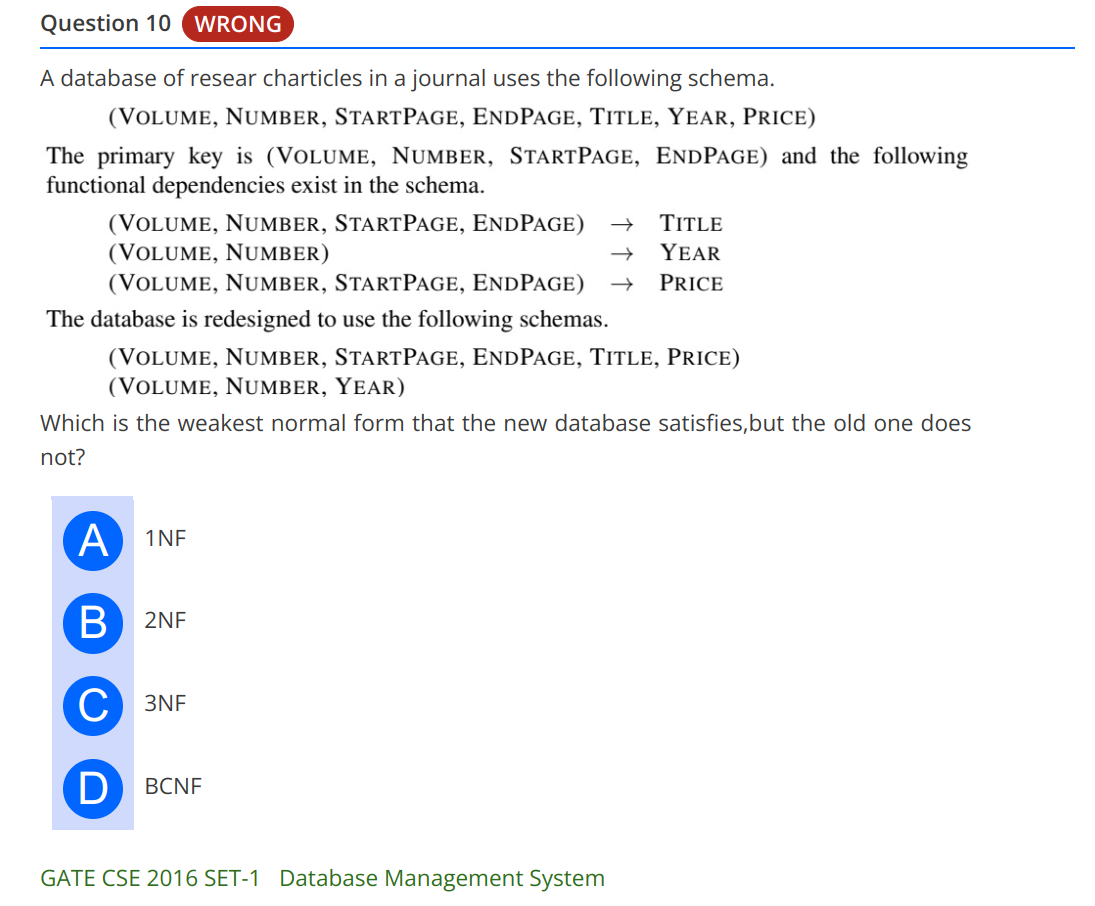 Question 10 WRONG
A database of resear charticles in a journal uses the following schema.
(VOLUME, NUMBER, STARTPAGE, ENDPAGE, TITLE, YEAR, PRICE)
The primary key is (VOLUME, NUMBER, STARTPAGE, ENDPAGE) and the following
functional dependencies exist in the schema.
(VOLUME, NUMBER, STARTPAGE, ENDPAGE) → TITLE
(VOLUME, NUMBER) → YEAR
(VOLUME, NUMBER, STARTPAGE, ENDPAGE) → PRICE
The database is redesigned to use the following schemas.
(VOLUME, NUMBER, STARTPAGE, ENDPAGE, TITLE, PRICE)
(VOLUME, NUMBER, YEAR)
Which is the weakest normal form that the new database satisfies,but the old one does
not?
A 1NF
B 2NF
C 3NF
D BCNF
GATE CSE 2016 SET-1 Database Management System